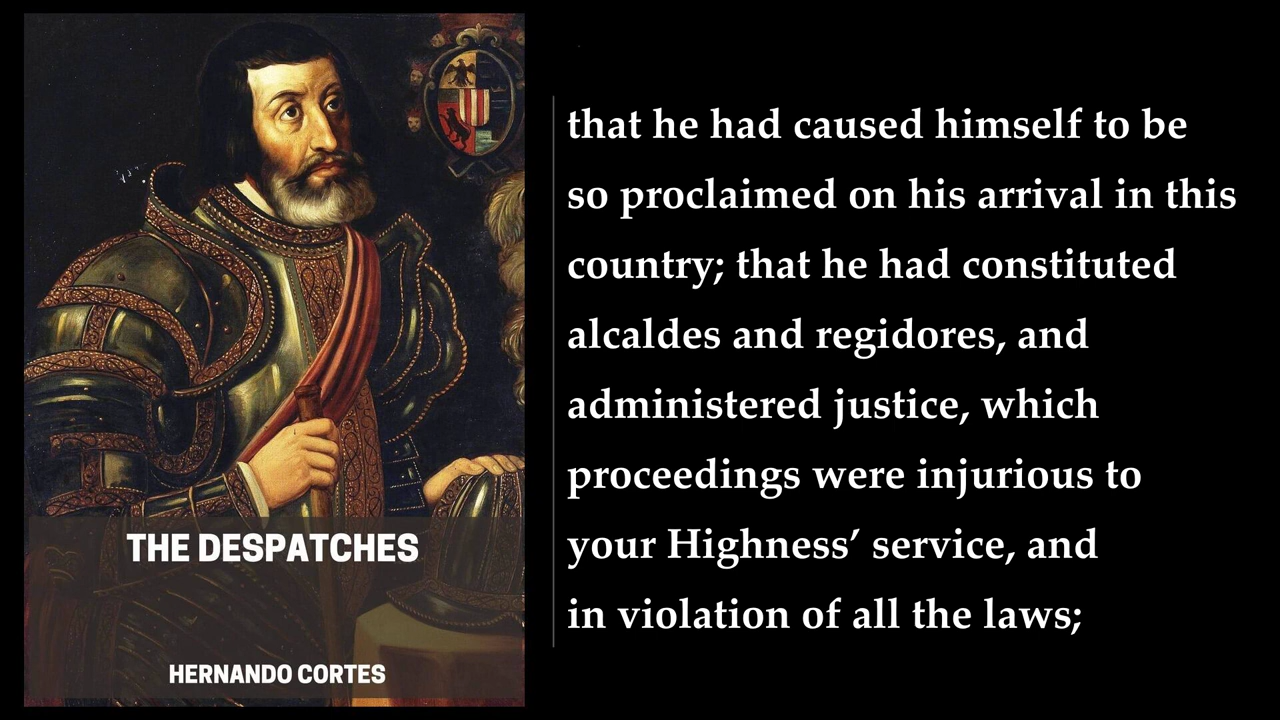 THE DESPATCHES
HERNANDO CORTES
that he had caused himself to be
so proclaimed on his arrival in this
country; that he had constituted
alcaldes and regidores, and
administered justice, which
proceedings were injurious to
your Highness’ service, and
in violation of all the laws;